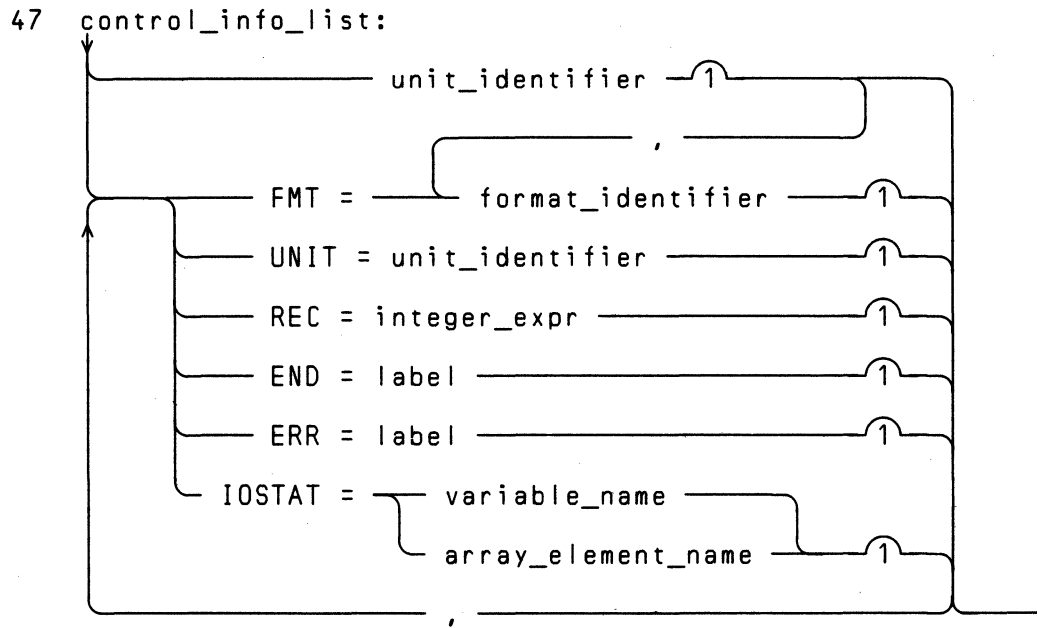 47 control_info_list:
unit_identifier 1
,
FMT = format_identifier 1
UNIT = unit_identifier 1
REC = integer_expr 1
END = label 1
ERR = label 1
IOSTAT = variable_name
array_element_name 1
,